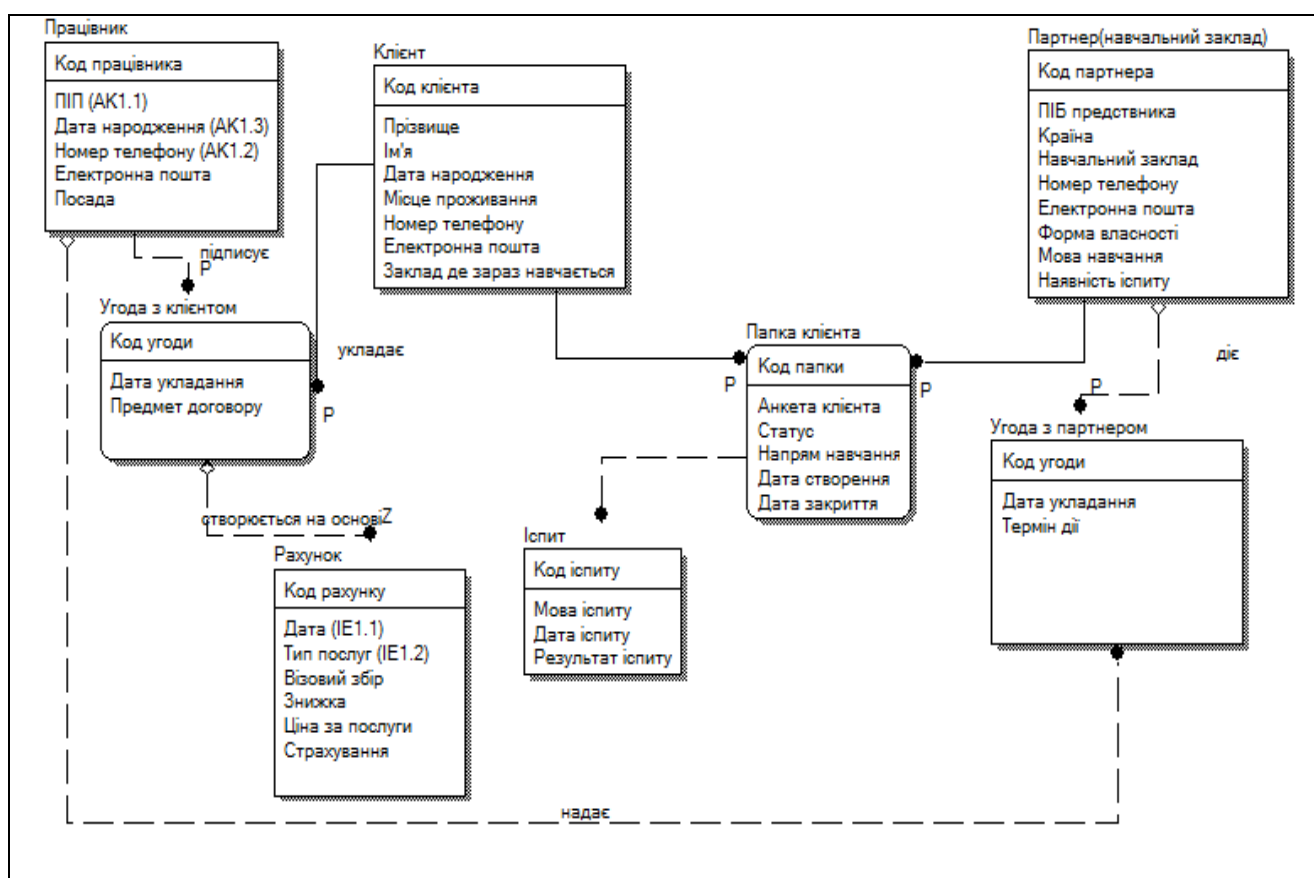 Працівник
Код працівника
ПІП (AK1.1)
Дата народження (AK1.3)
Номер телефону (AK1.2)
Електронна пошта
Посада
Клієнт
Код клієнта
Прізвище
Ім'я
Дата народження
Місце проживання
Номер телефону
Електронна пошта
Заклад де зараз навчається
Партнер(навчальний заклад)
Код партнера
ПІБ предствника
Країна
Навчальний заклад
Номер телефону
Електронна пошта
Форма власності
Мова навчання
Наявність іспиту
підписує
P
Угода з клієнтом
Код угоди
Дата укладання
Предмет договору
укладає
P
Папка клієнта
Код папки
Анкета клієнта
Статус
Напрям навчання
Дата створення
Дата закриття
P
P
діє
P
Угода з партнером
Код угоди
Дата укладання
Термін дії
створюється на основі
Z
Рахунок
Код рахунку
Дата (IE1.1)
Тип послуг (IE1.2)
Візовий збір
Знижка
Ціна за послуги
Страхування
Іспит
Код іспиту
Мова іспиту
Дата іспиту
Результат іспиту
надає